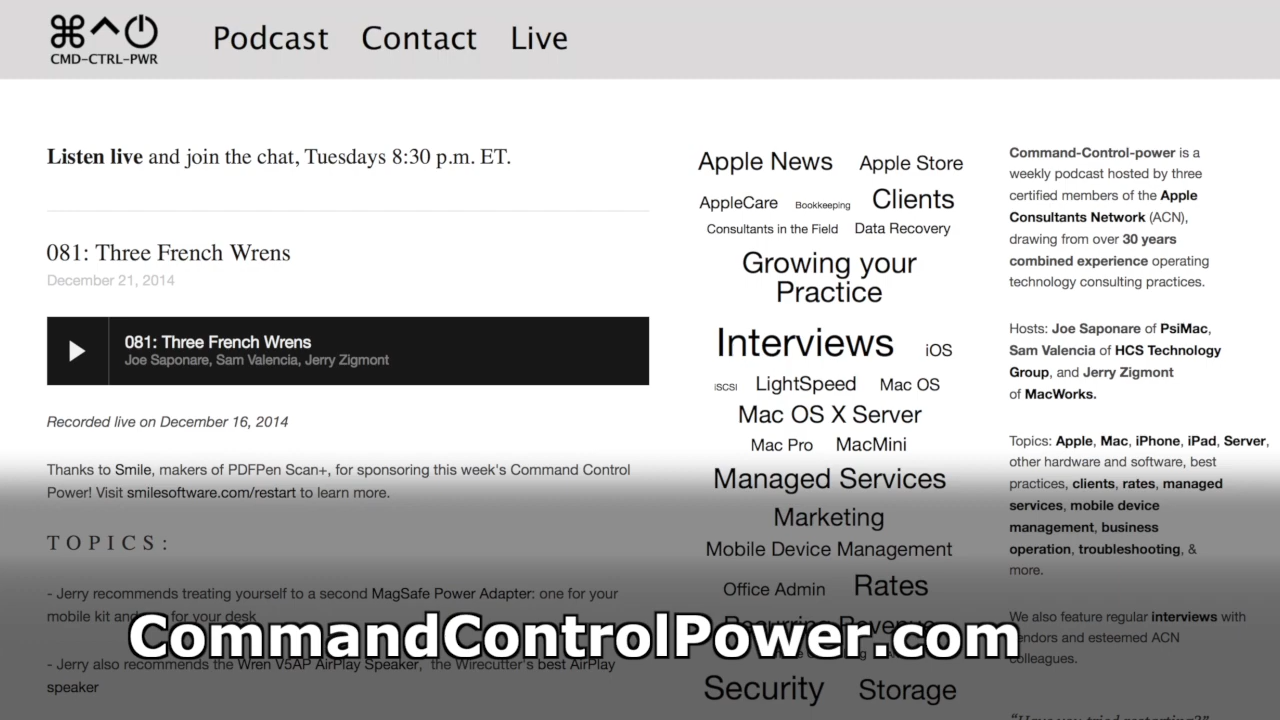 CMD-CTRL-PWR
Podcast Contact Live
Listen live and join the chat, Tuesdays 8:30 p.m. ET.
081: Three French Wrens
December 21, 2014
081: Three French Wrens
Joe Saponare, Sam Valencia, Jerry Zigmont
Recorded live on December 16, 2014
Thanks to Smile, makers of PDFPen Scan+, for sponsoring this week's Command Control
Power! Visit smilesoftware.com/restart to learn more.
TOPICS:
- Jerry recommends treating yourself to a second MagSafe Power Adapter: one for your
mobile kit and for your desk
- Jerry also recommends the Wren V5AP AirPlay Speaker, the Wirecutter's best AirPlay
speaker
Apple News Apple Store
AppleCare Bookkeeping Clients
Consultants in the Field Data Recovery
Growing your
Practice
Interviews iOS
iSCSI LightSpeed Mac OS
Mac OS X Server
Mac Pro MacMini
Managed Services
Marketing
Mobile Device Management
Office Admin Rates
Recurring Revenue
Security Storage
Command-Control-power is a
weekly podcast hosted by three
certified members of the Apple
Consultants Network (ACN),
drawing from over 30 years
combined experience operating
technology consulting practices.
Hosts: Joe Saponare of PsiMac,
Sam Valencia of HCS Technology
Group, and Jerry Zigmont
of MacWorks.
Topics: Apple, Mac, iPhone, iPad, Server,
other hardware and software, best
practices, clients, rates, managed
services, mobile device
management, business
operation, troubleshooting, &
more.
We also feature regular interviews with
vendors and esteemed ACN
colleagues.
"Have you tried restarting?"
CommandControlPower.com